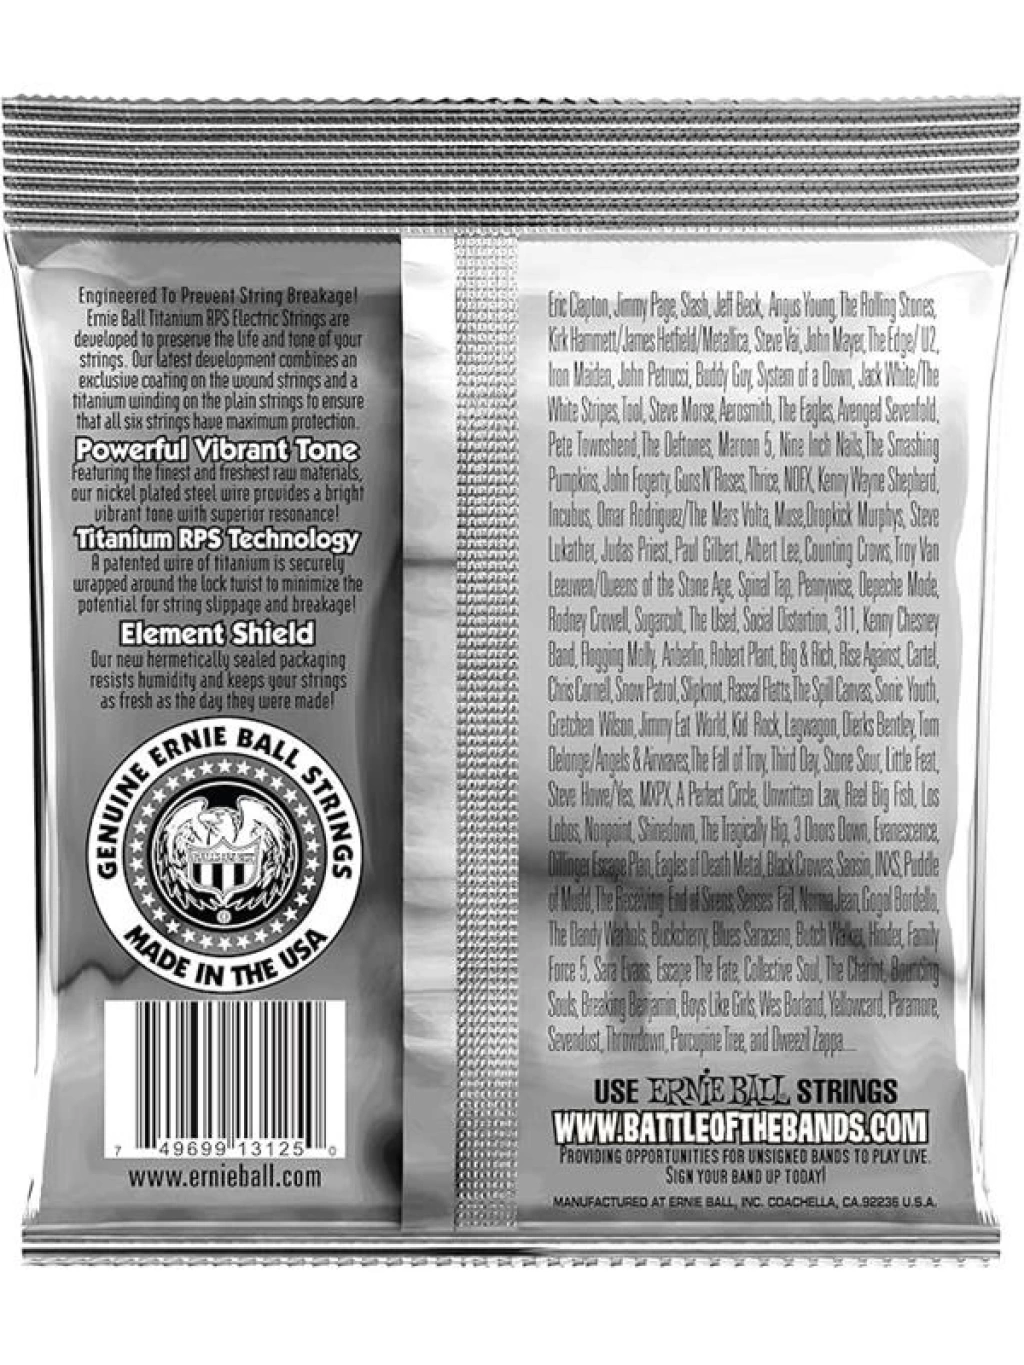 Engineered To Prevent String Breakage!
Ernie Ball Titanium RPS Electric Strings are
developed to preserve the life and tone of your
strings. Our latest development combines an
exclusive coating on the wound strings and a
titanium winding on the plain strings to ensure
that all six strings have maximum protection.
Powerful Vibrant Tone
Featuring the finest and freshest raw materials,
our nickel plated steel wire provides a bright
vibrant tone with superior resonance!
Titanium RPS Technology
A patented wire of titanium is securely
wrapped around the lock twist to minimize the
potential for string slippage and breakage!
Element Shield
Our new hermetically sealed packaging
resists humidity and keeps your strings
as fresh as the day they were made!
GENUINE ERNIE BALL STRINGS
MADE IN THE USA
7 49699 13125 0
www.ernieball.com
Eric Clapton, Jimmy Page, Slash, Jeff Beck, Angus Young, The Rolling Stones,
Kirk Hammett/James Hetfield/Metallica, Steve Vai, John Mayer, The Edge/ U2,
Iron Maiden, John Petrucci, Buddy Guy, System of a Down, Jack White/The
White Stripes, Tool, Steve Morse, Aerosmith, The Eagles, Avenged Sevenfold,
Pete Townshend, The Deftones, Maroon 5, Nine Inch Nails, The Smashing
Pumpkins, John Fogerty, Guns N' Roses, Thrice, NOFX, Kenny Wayne Shepherd,
Incubus, Omar Rodriguez/The Mars Volta, Muse, Dropkick Murphys, Steve
Lukather, Judas Priest, Paul Gilbert, Albert Lee, Counting Crows, Troy Van
Leeuwen/Queens of the Stone Age, Spinal Tap, Pennywise, Depeche Mode,
Rodney Crowell, Sugarcult, The Used, Social Distortion, 311, Kenny Chesney
Band, Flogging Molly, Anberlin, Robert Plant, Big & Rich, Rise Against, Cartel,
Chris Cornell, Snow Patrol, Slipknot, Rascal Flatts, The Spill Canvas, Sonic Youth,
Gretchen Wilson, Jimmy Eat World, Kid Rock, Lagwagon, Dierks Bentley, Tom
Delonge/Angels & Airwaves, The Fall of Troy, Third Day, Stone Sour, Little Feat,
Steve Howe/Yes, MXPX, A Perfect Circle, Unwritten Law, Reel Big Fish, Los
Lobos, Nonpoint, Shinedown, The Tragically Hip, 3 Doors Down, Evanescence,
Dillinger Escape Plan, Eagles of Death Metal, Black Crowes, Saosin, INXS, Puddle
of Mudd, The Receiving End of Sirens, Senses Fail, Norma Jean, Gogol Bordello,
The Dandy Warhols, Buckcherry, Blues Saraceno, Butch Walker, Hinder, Family
Force 5, Sara Evans, Escape The Fate, Collective Soul, The Chariot, Bouncing
Souls, Breaking Benjamin, Boys Like Girls, Wes Borland, Yellowcard, Paramore,
Sevendust, Throwdown, Porcupine Tree, and Dweezil Zappa....
USE ERNIE BALL STRINGS
WWW.BATTLEOFTHEBANDS.COM
PROVIDING OPPORTUNITIES FOR UNSIGNED BANDS TO PLAY LIVE.
SIGN YOUR BAND UP TODAY!
MANUFACTURED AT ERNIE BALL, INC. COACHELLA, CA. 92236 U.S.A.